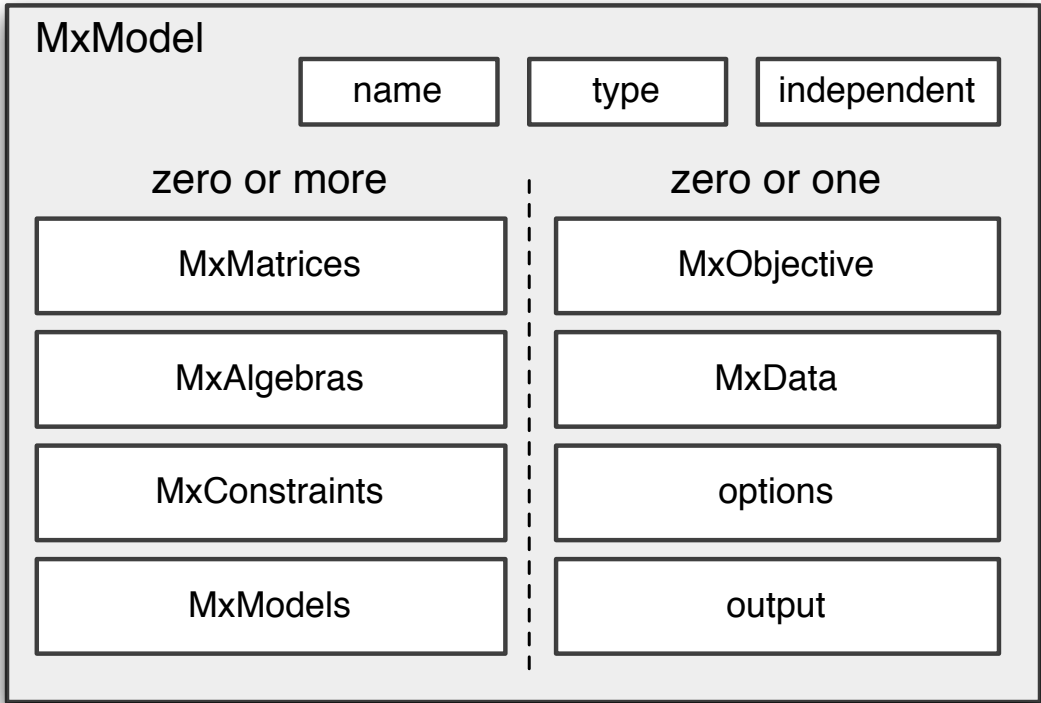 MxModel
name
type
independent
zero or more
zero or one
MxMatrices
MxObjective
MxAlgebras
MxData
MxConstraints
options
MxModels
output